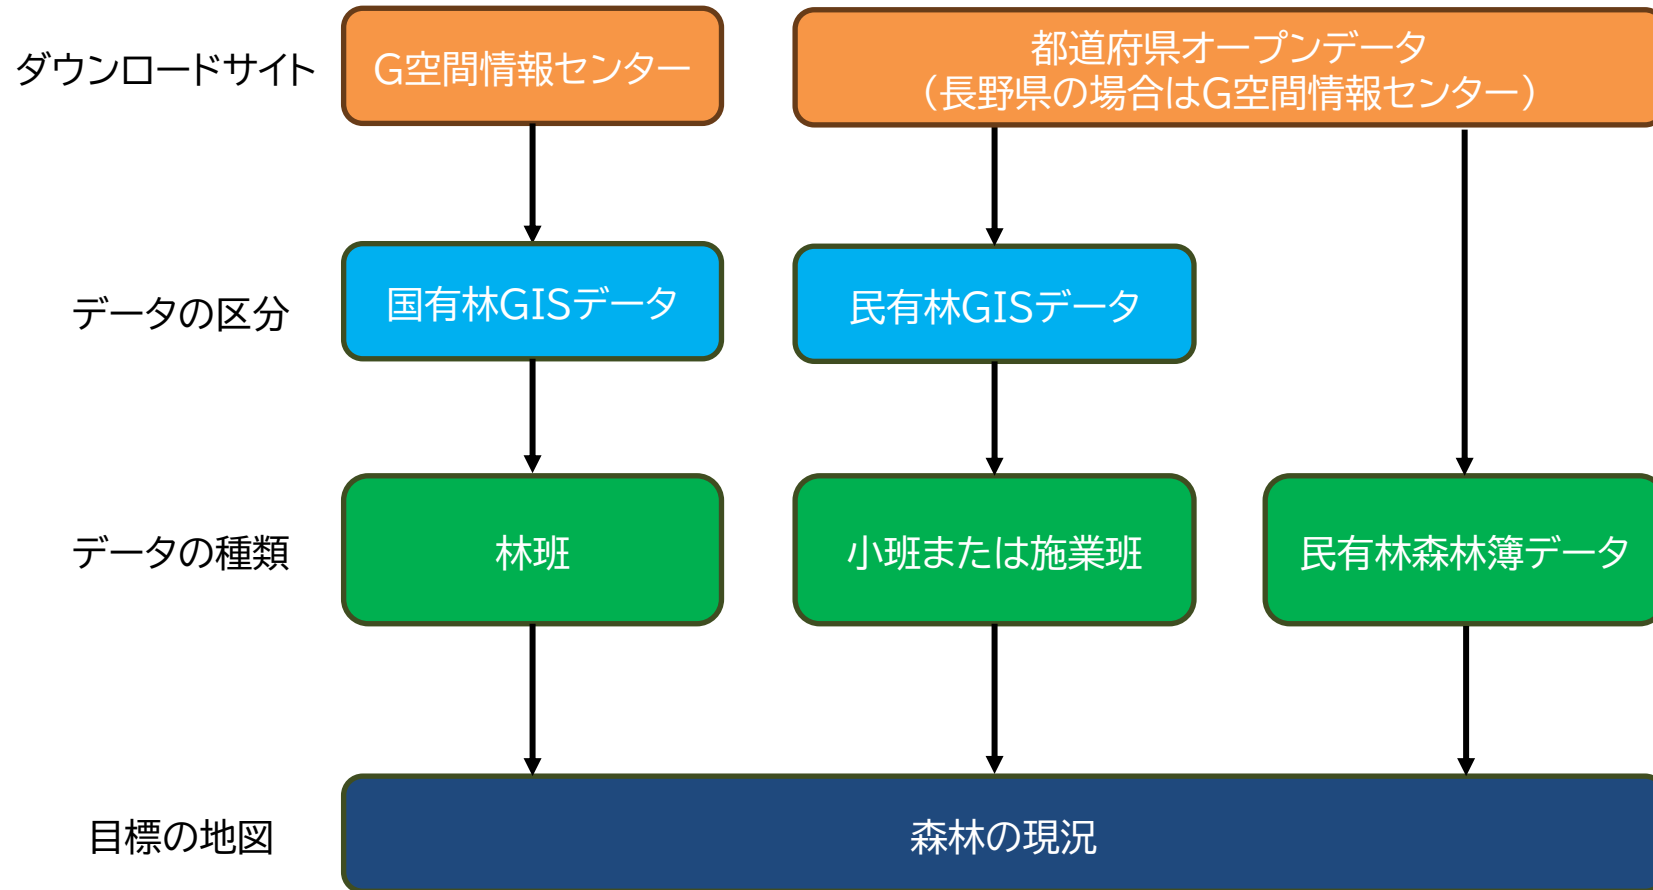 ダウンロードサイト
G空間情報センター
都道府県オープンデータ
（長野県の場合はG空間情報センター）
データの区分
国有林GISデータ
民有林GISデータ
データの種類
林班
小班または施業班
民有林森林簿データ
目標の地図
森林の現況